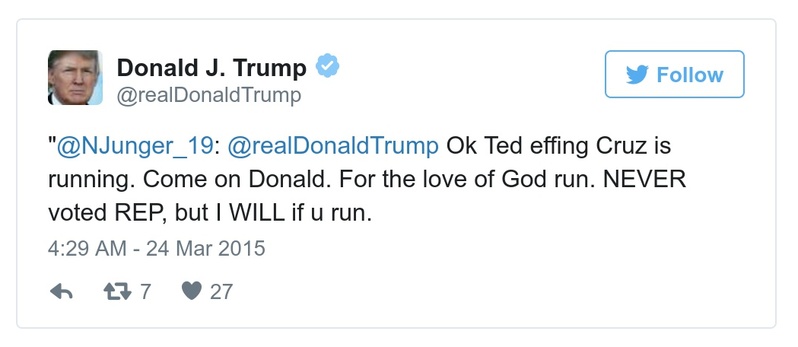 Donald J. Trump
@realDonaldTrump
Follow
"@NJunger_19: @realDonaldTrump Ok Ted effing Cruz is
running. Come on Donald. For the love of God run. NEVER
voted REP, but I WILL if u run.
4:29 AM - 24 Mar 2015
7
27